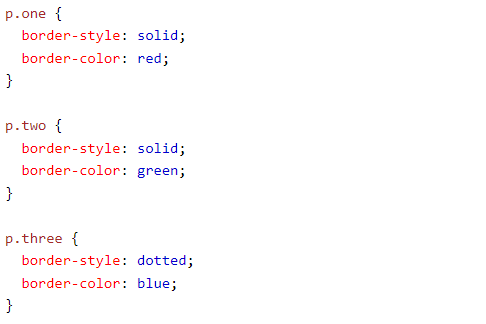 p.one {
  border-style: solid;
  border-color: red;
}

p.two {
  border-style: solid;
  border-color: green;
}

p.three {
  border-style: dotted;
  border-color: blue;
}